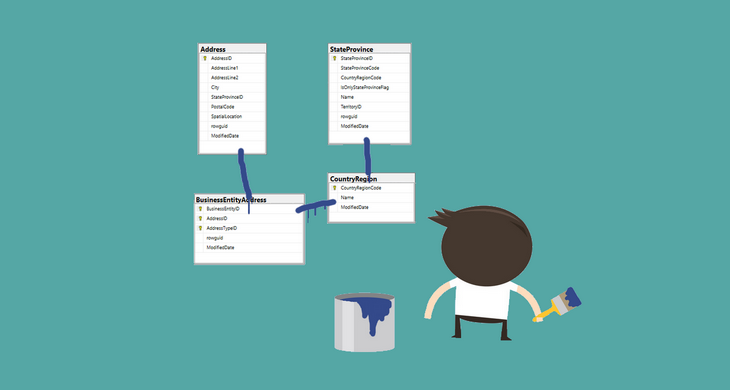 Address
AddressID
AddressLine1
AddressLine2
City
StateProvinceID
PostalCode
SpatialLocation
rowguid
ModifiedDate
StateProvince
StateProvinceID
StateProvinceCode
CountryRegionCode
IsOnlyStateProvinceFlag
Name
TerritoryID
rowguid
ModifiedDate
BusinessEntityAddress
BusinessEntityID
AddressID
AddressTypeID
rowguid
ModifiedDate
CountryRegion
CountryRegionCode
Name
ModifiedDate